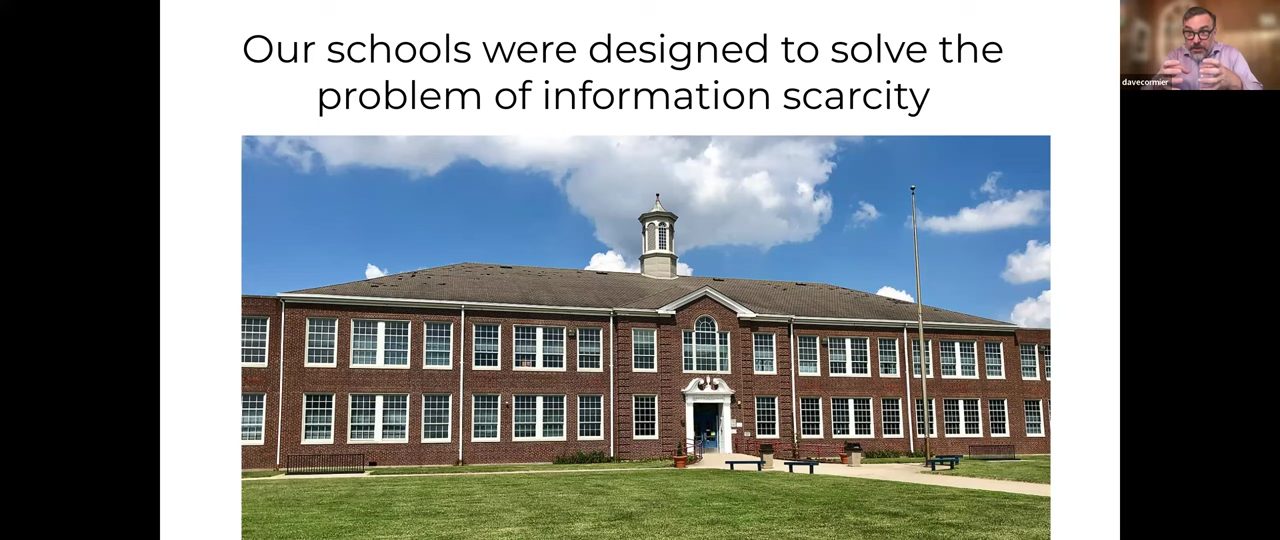 Our schools were designed to solve the
problem of information scarcity
davecormier